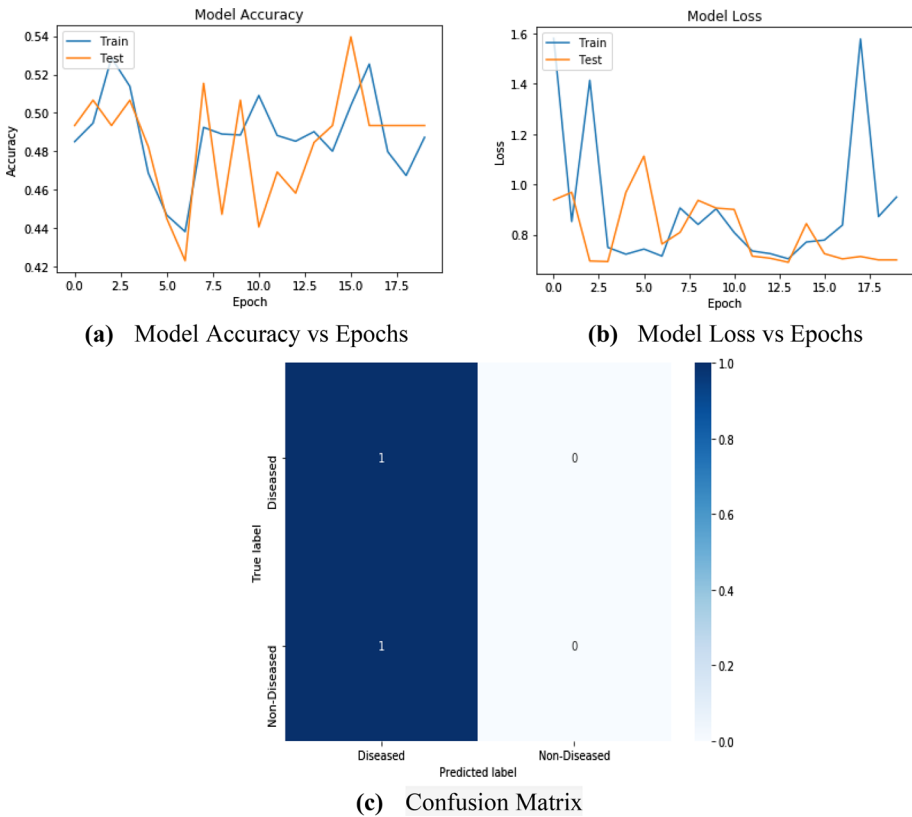 Model Accuracy
Train
Test
0.54
0.52
0.50
0.48
0.46
0.44
0.42
Accuracy
0.0 2.5 5.0 7.5 10.0 12.5 15.0 17.5
Epoch
(a) Model Accuracy vs Epochs
Model Loss
Train
Test
1.6
1.4
1.2
1.0
0.8
Loss
0.0 2.5 5.0 7.5 10.0 12.5 15.0 17.5
Epoch
(b) Model Loss vs Epochs
True label
Diseased
1 0
Non-Diseased
1 0
Diseased Non-Diseased
Predicted label
1.0
0.8
0.6
0.4
0.2
0.0
(c) Confusion Matrix